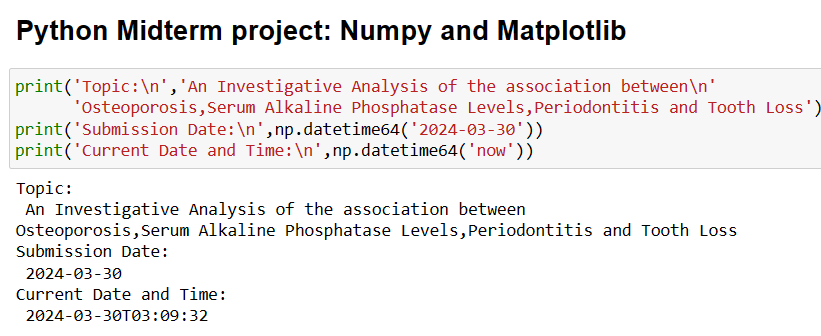 Python Midterm project: Numpy and Matplotlib
print('Topic:\n','An Investigative Analysis of the association between\n'
      'Osteoporosis,Serum Alkaline Phosphatase Levels,Periodontitis and Tooth Loss')
print('Submission Date:\n',np.datetime64('2024-03-30'))
print('Current Date and Time:\n',np.datetime64('now'))
Topic:
 An Investigative Analysis of the association between
Osteoporosis,Serum Alkaline Phosphatase Levels,Periodontitis and Tooth Loss
Submission Date:
 2024-03-30
Current Date and Time:
 2024-03-30T03:09:32